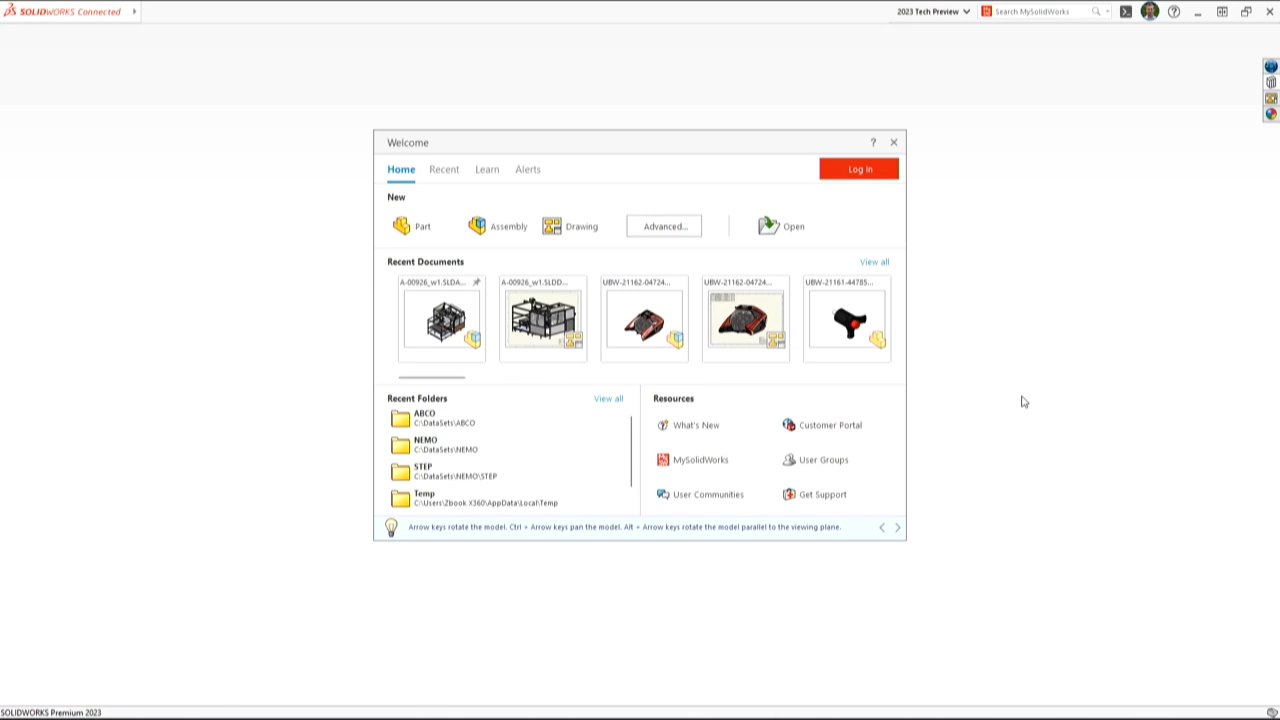 SOLIDWORKS Connected
2023 Tech Preview
Search MySolidWorks
Welcome
Home Recent Learn Alerts
Log in
New
Part Assembly Drawing Advanced... Open
Recent Documents View all
A-00926_w1.SLDA... A-00926_w1.SLDD... UBW-21162-04724... UBW-21162-04724... UBW-21161-44785...
Recent Folders View all
ABCO
C:\DataSets\ABCO
NEMO
C:\DataSets\NEMO
STEP
C:\DataSets\NEMO\STEP
Temp
C:\Users\Zbook X360\AppData\Local\Temp
Resources
What's New Customer Portal
MySolidWorks User Groups
User Communities Get Support
Arrow keys rotate the model. Ctrl + Arrow keys pan the model. Alt + Arrow keys rotate the model parallel to the viewing plane.
SOLIDWORKS Premium 2023